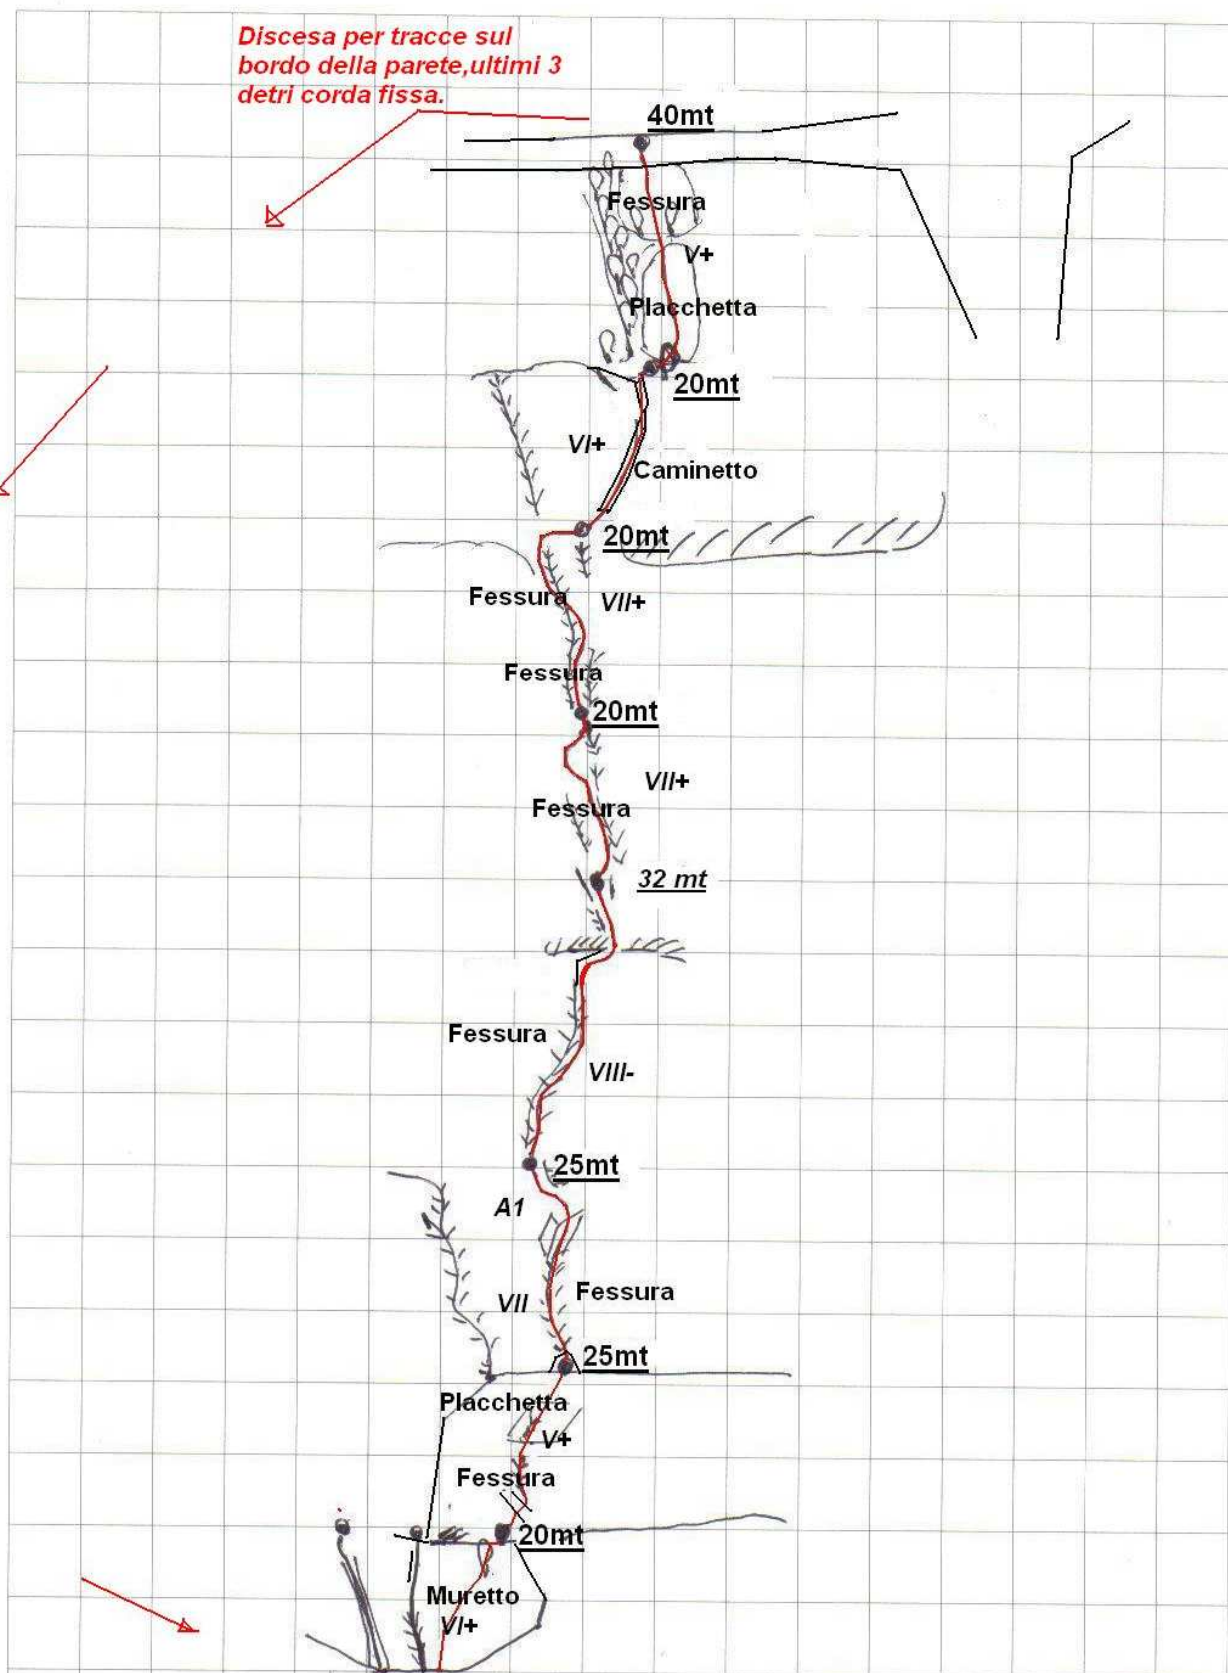 Discesa per tracce sul
bordo della parete,ultimi 3
detri corda fissa.
40mt
Fessura
V+
Placchetta
20mt
VI+
Caminetto
20mt
Fessura
VII+
Fessura
20mt
VII+
Fessura
32 mt
Fessura
VIII-
25mt
A1
Fessura
VII
25mt
Placchetta
V+
Fessura
20mt
Muretto
VI+